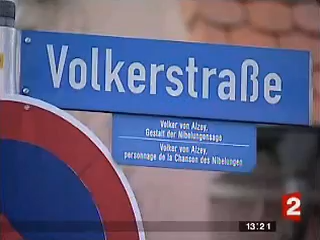 Volkerstraße
Volker von Alzey,
Gestalt der Nibelungensage
Volker von Alzey,
personnage de la Chanson des Nibelungen
2
13:21